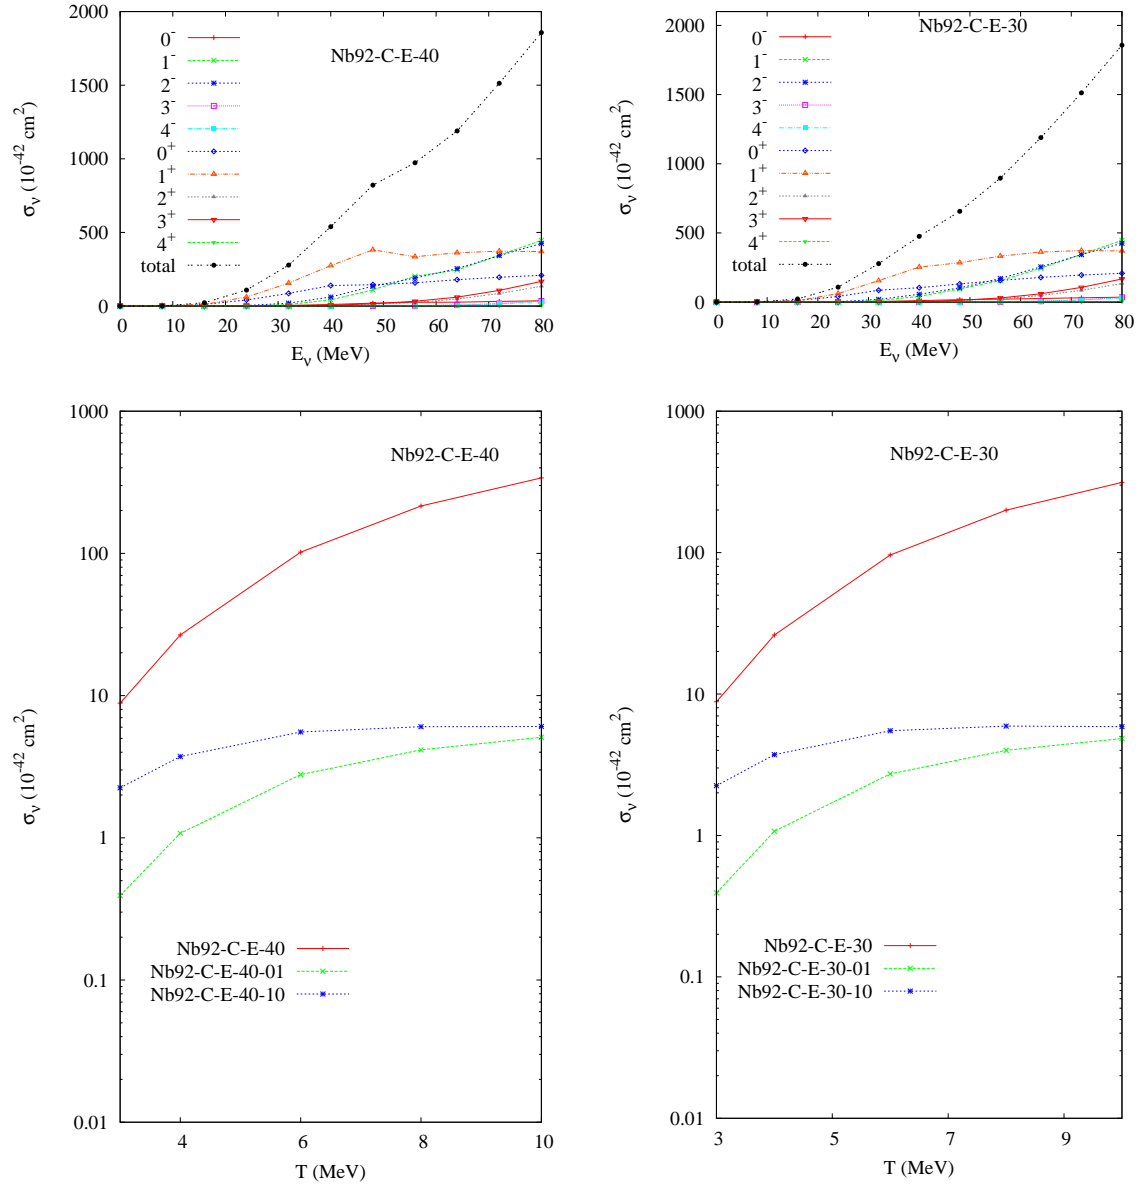 2000
1500
1000
500
0
σν (10-42 cm2)
0-
1-
2-
3-
4-
0+
1+
2+
3+
4+
total
Nb92-C-E-40
0 10 20 30 40 50 60 70 80
Eν (MeV)
2000
1500
1000
500
0
σν (10-42 cm2)
0-
1-
2-
3-
4-
0+
1+
2+
3+
4+
total
Nb92-C-E-30
0 10 20 30 40 50 60 70 80
Eν (MeV)
1000
100
10
1
0.1
0.01
σν (10-42 cm2)
Nb92-C-E-40
Nb92-C-E-40
Nb92-C-E-40-01
Nb92-C-E-40-10
4 6 8 10
T (MeV)
1000
100
10
1
0.1
0.01
σν (10-42 cm2)
Nb92-C-E-30
Nb92-C-E-30
Nb92-C-E-30-01
Nb92-C-E-30-10
3 5 7 9
T (MeV)